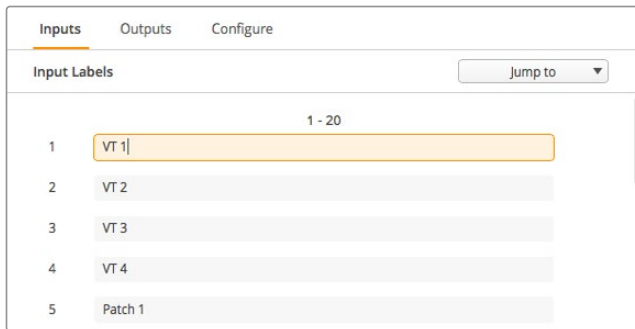 Inputs Outputs Configure
Input Labels Jump to
1 - 20
1 VT 1
2 VT 2
3 VT 3
4 VT 4
5 Patch 1